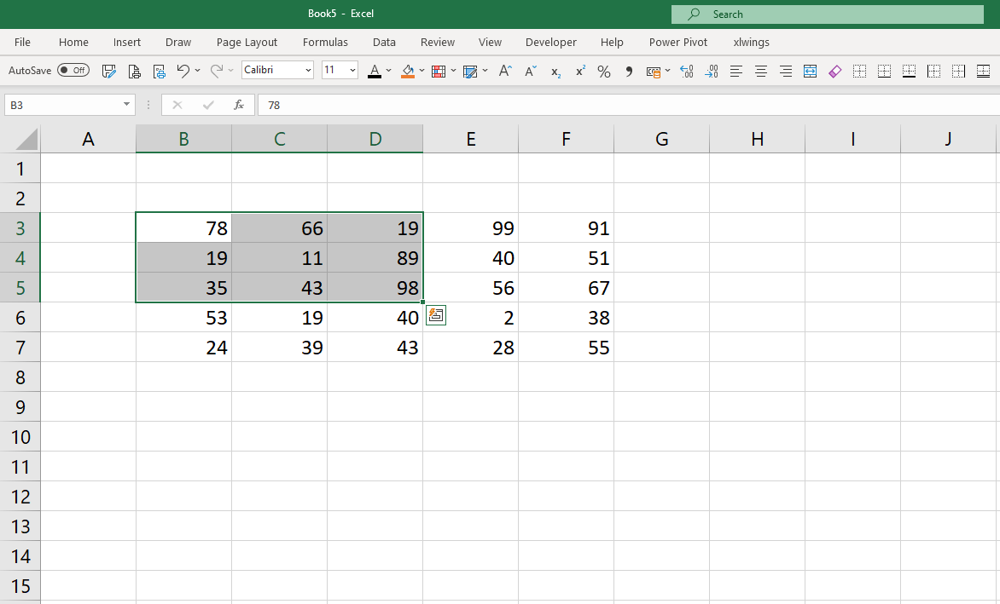 Book5 - Excel
Search
File Home Insert Draw Page Layout Formulas Data Review View Developer Help Power Pivot xlwings
AutoSave Off Calibri 11 A A^ A˅ x₂ x² %
B3 fx 78
A B C D E F G H I J
1
2
3 78 66 19 99 91
4 19 11 89 40 51
5 35 43 98 56 67
6 53 19 40 2 38
7 24 39 43 28 55
8
9
10
11
12
13
14
15